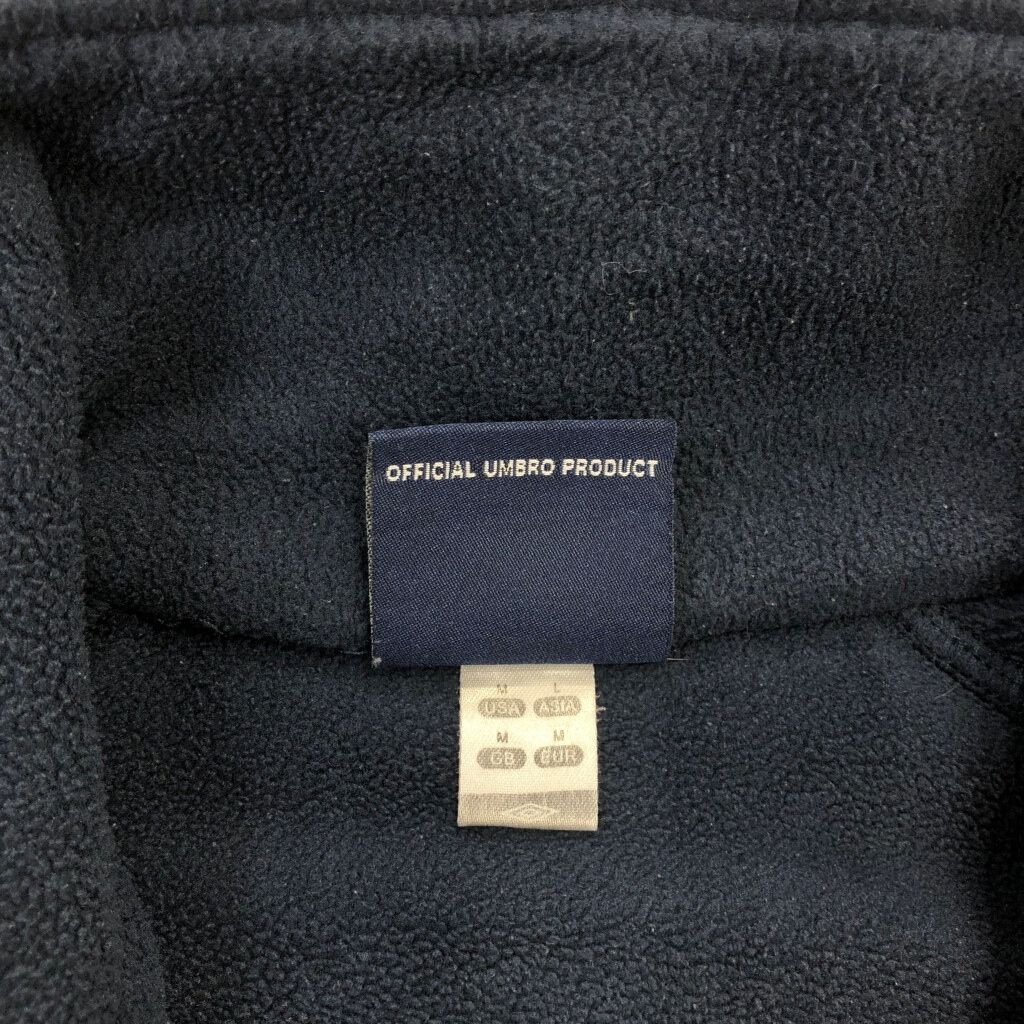 OFFICIAL UMBRO PRODUCT
M L
USA ASIA
M M
GB EUR